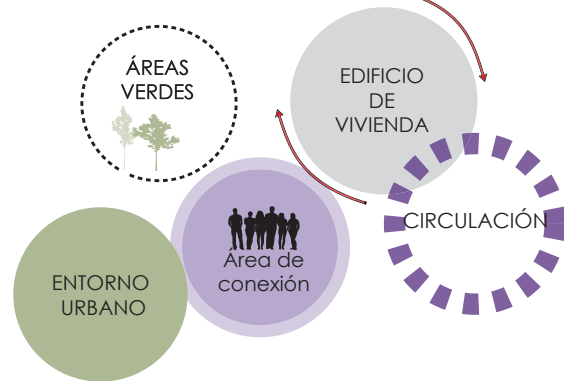 ÁREAS
VERDES
EDIFICIO
DE
VIVIENDA
CIRCULACIÓN
Área de
conexión
ENTORNO
URBANO